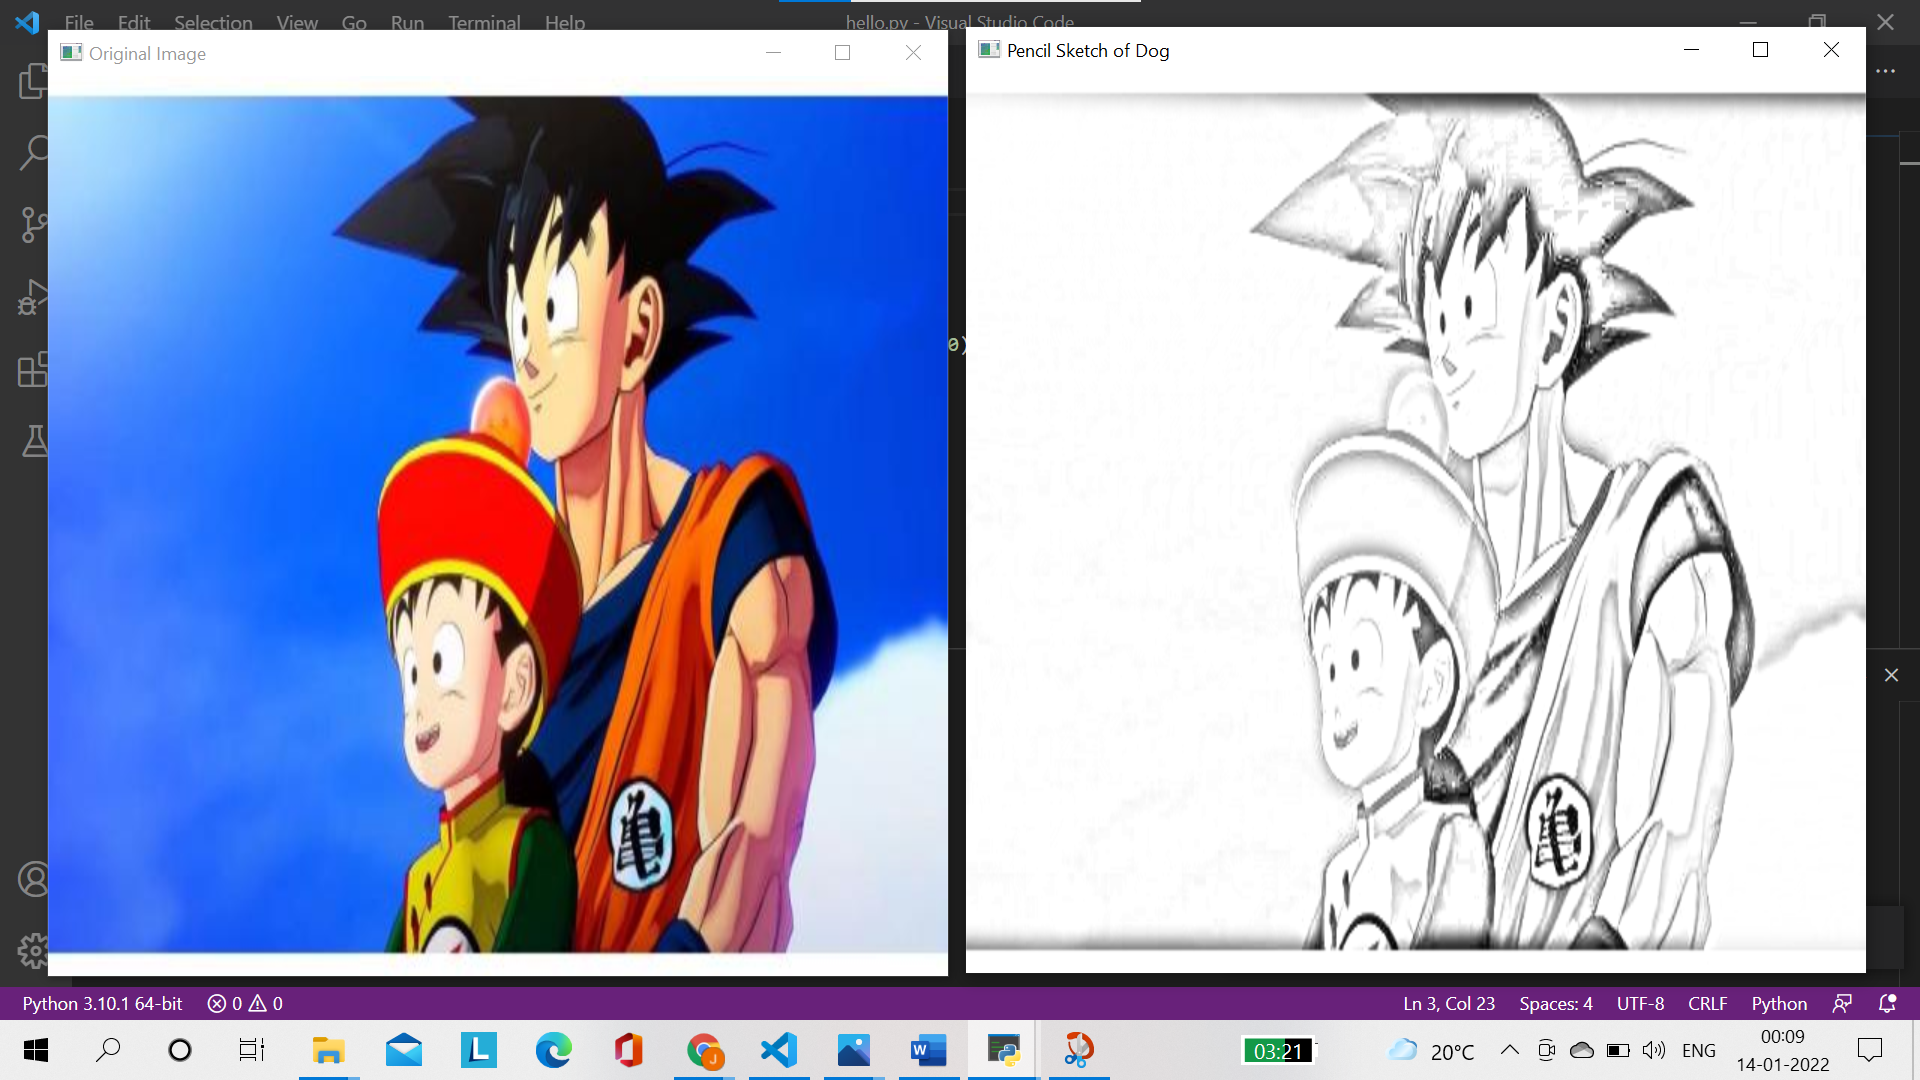 File Edit Selection View Go Run Terminal Help
hello.py - Visual Studio Code
Original Image
Pencil Sketch of Dog
0)
亀
Python 3.10.1 64-bit 0 0
Ln 3, Col 23 Spaces: 4 UTF-8 CRLF Python
L
J
W
03:21
20°C
ENG
00:09
14-01-2022